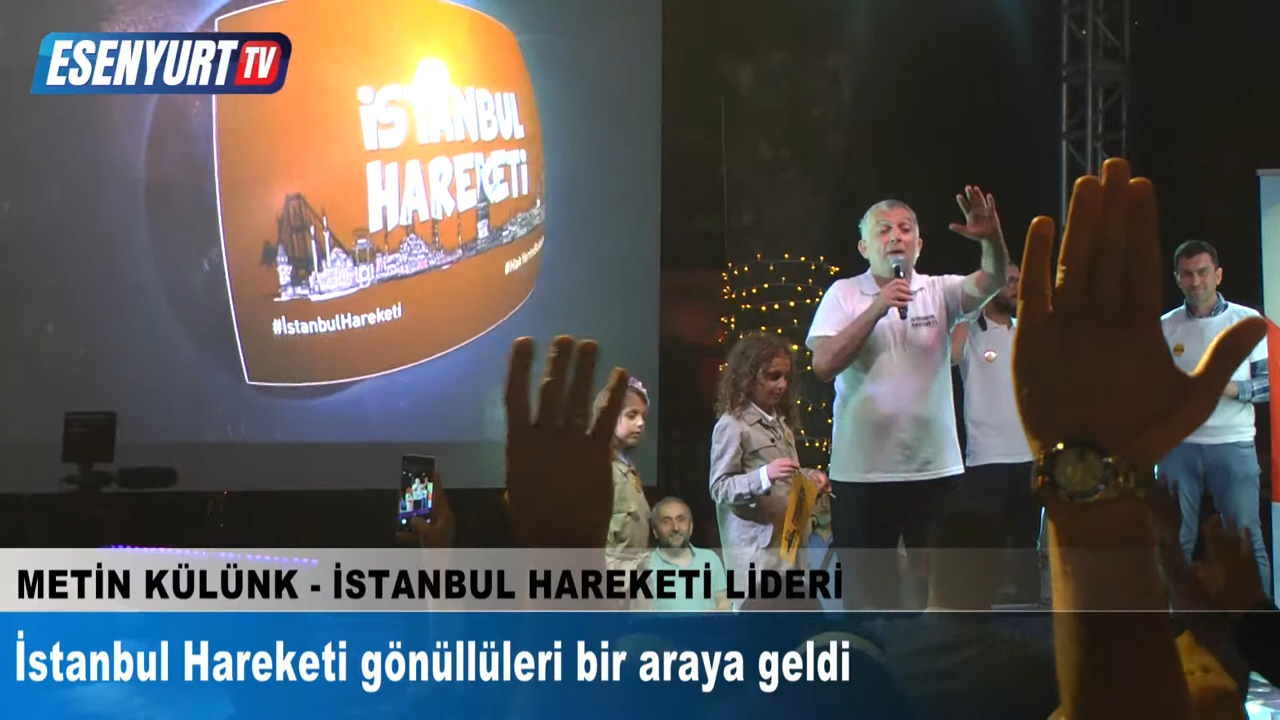 ESENYURT TV
İSTANBUL
HAREKETİ
#İstanbulHareketi
METİN KÜLÜNK - İSTANBUL HAREKETİ LİDERİ
İstanbul Hareketi gönüllüleri bir araya geldi